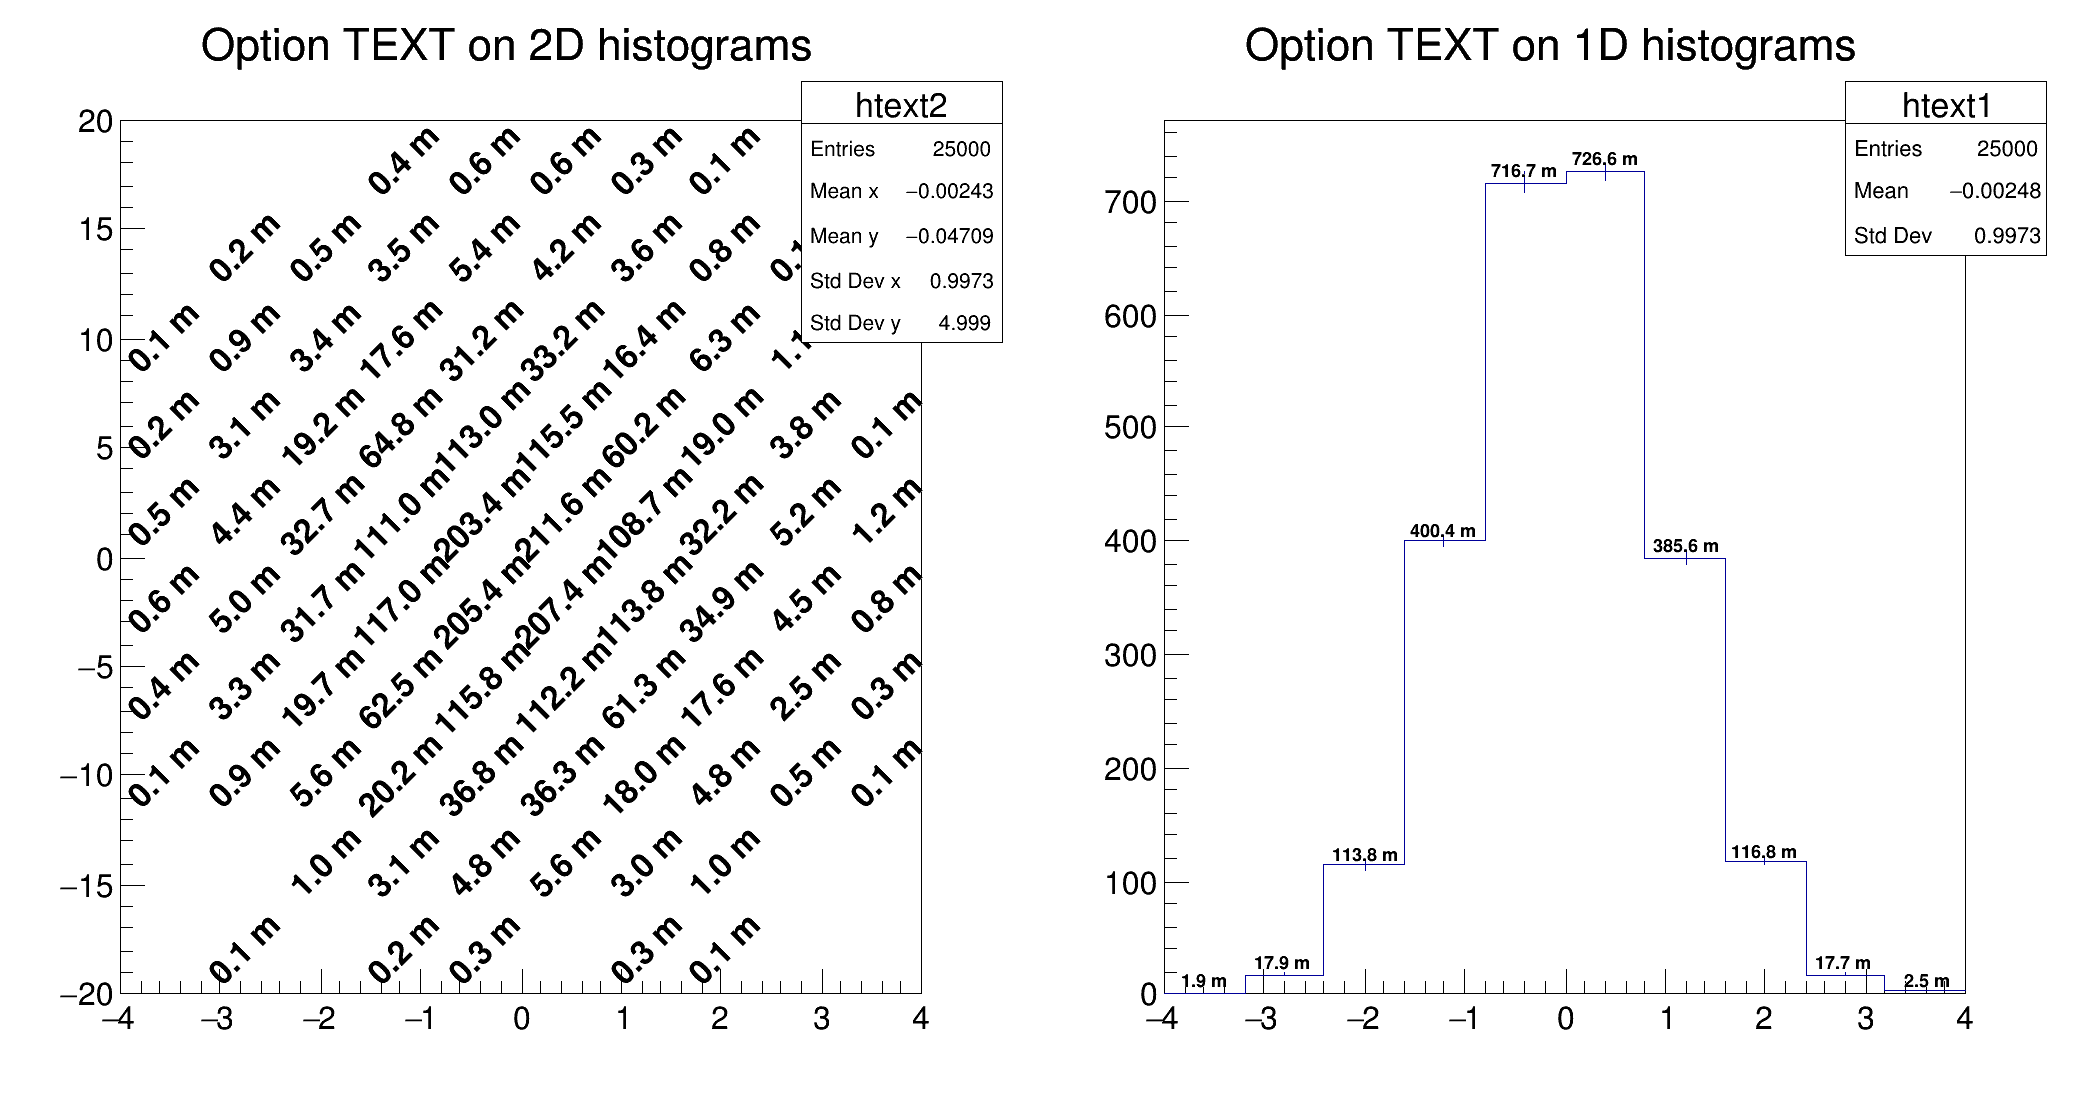 Option TEXT on 2D histograms
htext2
Entries 25000
Mean x −0.00243
Mean y −0.04709
Std Dev x 0.9973
Std Dev y 4.999
20
15
10
5
0
−5
−10
−15
−20
0.4 m 0.6 m 0.6 m 0.3 m 0.1 m
0.2 m 0.5 m 3.5 m 5.4 m 4.2 m 3.6 m 0.8 m 0.1
0.1 m 0.9 m 3.4 m 17.6 m 31.2 m 33.2 m 16.4 m 6.3 m 1.1
0.2 m 3.1 m 19.2 m 64.8 m 113.0 m 115.5 m 60.2 m 19.0 m 3.8 m 0.1 m
0.5 m 4.4 m 32.7 m 111.0 m 203.4 m 211.6 m 108.7 m 32.2 m 5.2 m 1.2 m
0.6 m 5.0 m 31.7 m 117.0 m 205.4 m 207.4 m 113.8 m 34.9 m 4.5 m 0.8 m
0.4 m 3.3 m 19.7 m 62.5 m 115.8 m 112.2 m 61.3 m 17.6 m 2.5 m 0.3 m
0.1 m 0.9 m 5.6 m 20.2 m 36.8 m 36.3 m 18.0 m 4.8 m 0.5 m 0.1 m
1.0 m 3.1 m 4.8 m 5.6 m 3.0 m 1.0 m
0.1 m 0.2 m 0.3 m 0.3 m 0.1 m
−4 −3 −2 −1 0 1 2 3 4
Option TEXT on 1D histograms
htext1
Entries 25000
Mean −0.00248
Std Dev 0.9973
700
600
500
400
300
200
100
0
1.9 m 17.9 m 113.8 m 400.4 m 716.7 m 726.6 m 385.6 m 116.8 m 17.7 m 2.5 m
−4 −3 −2 −1 0 1 2 3 4